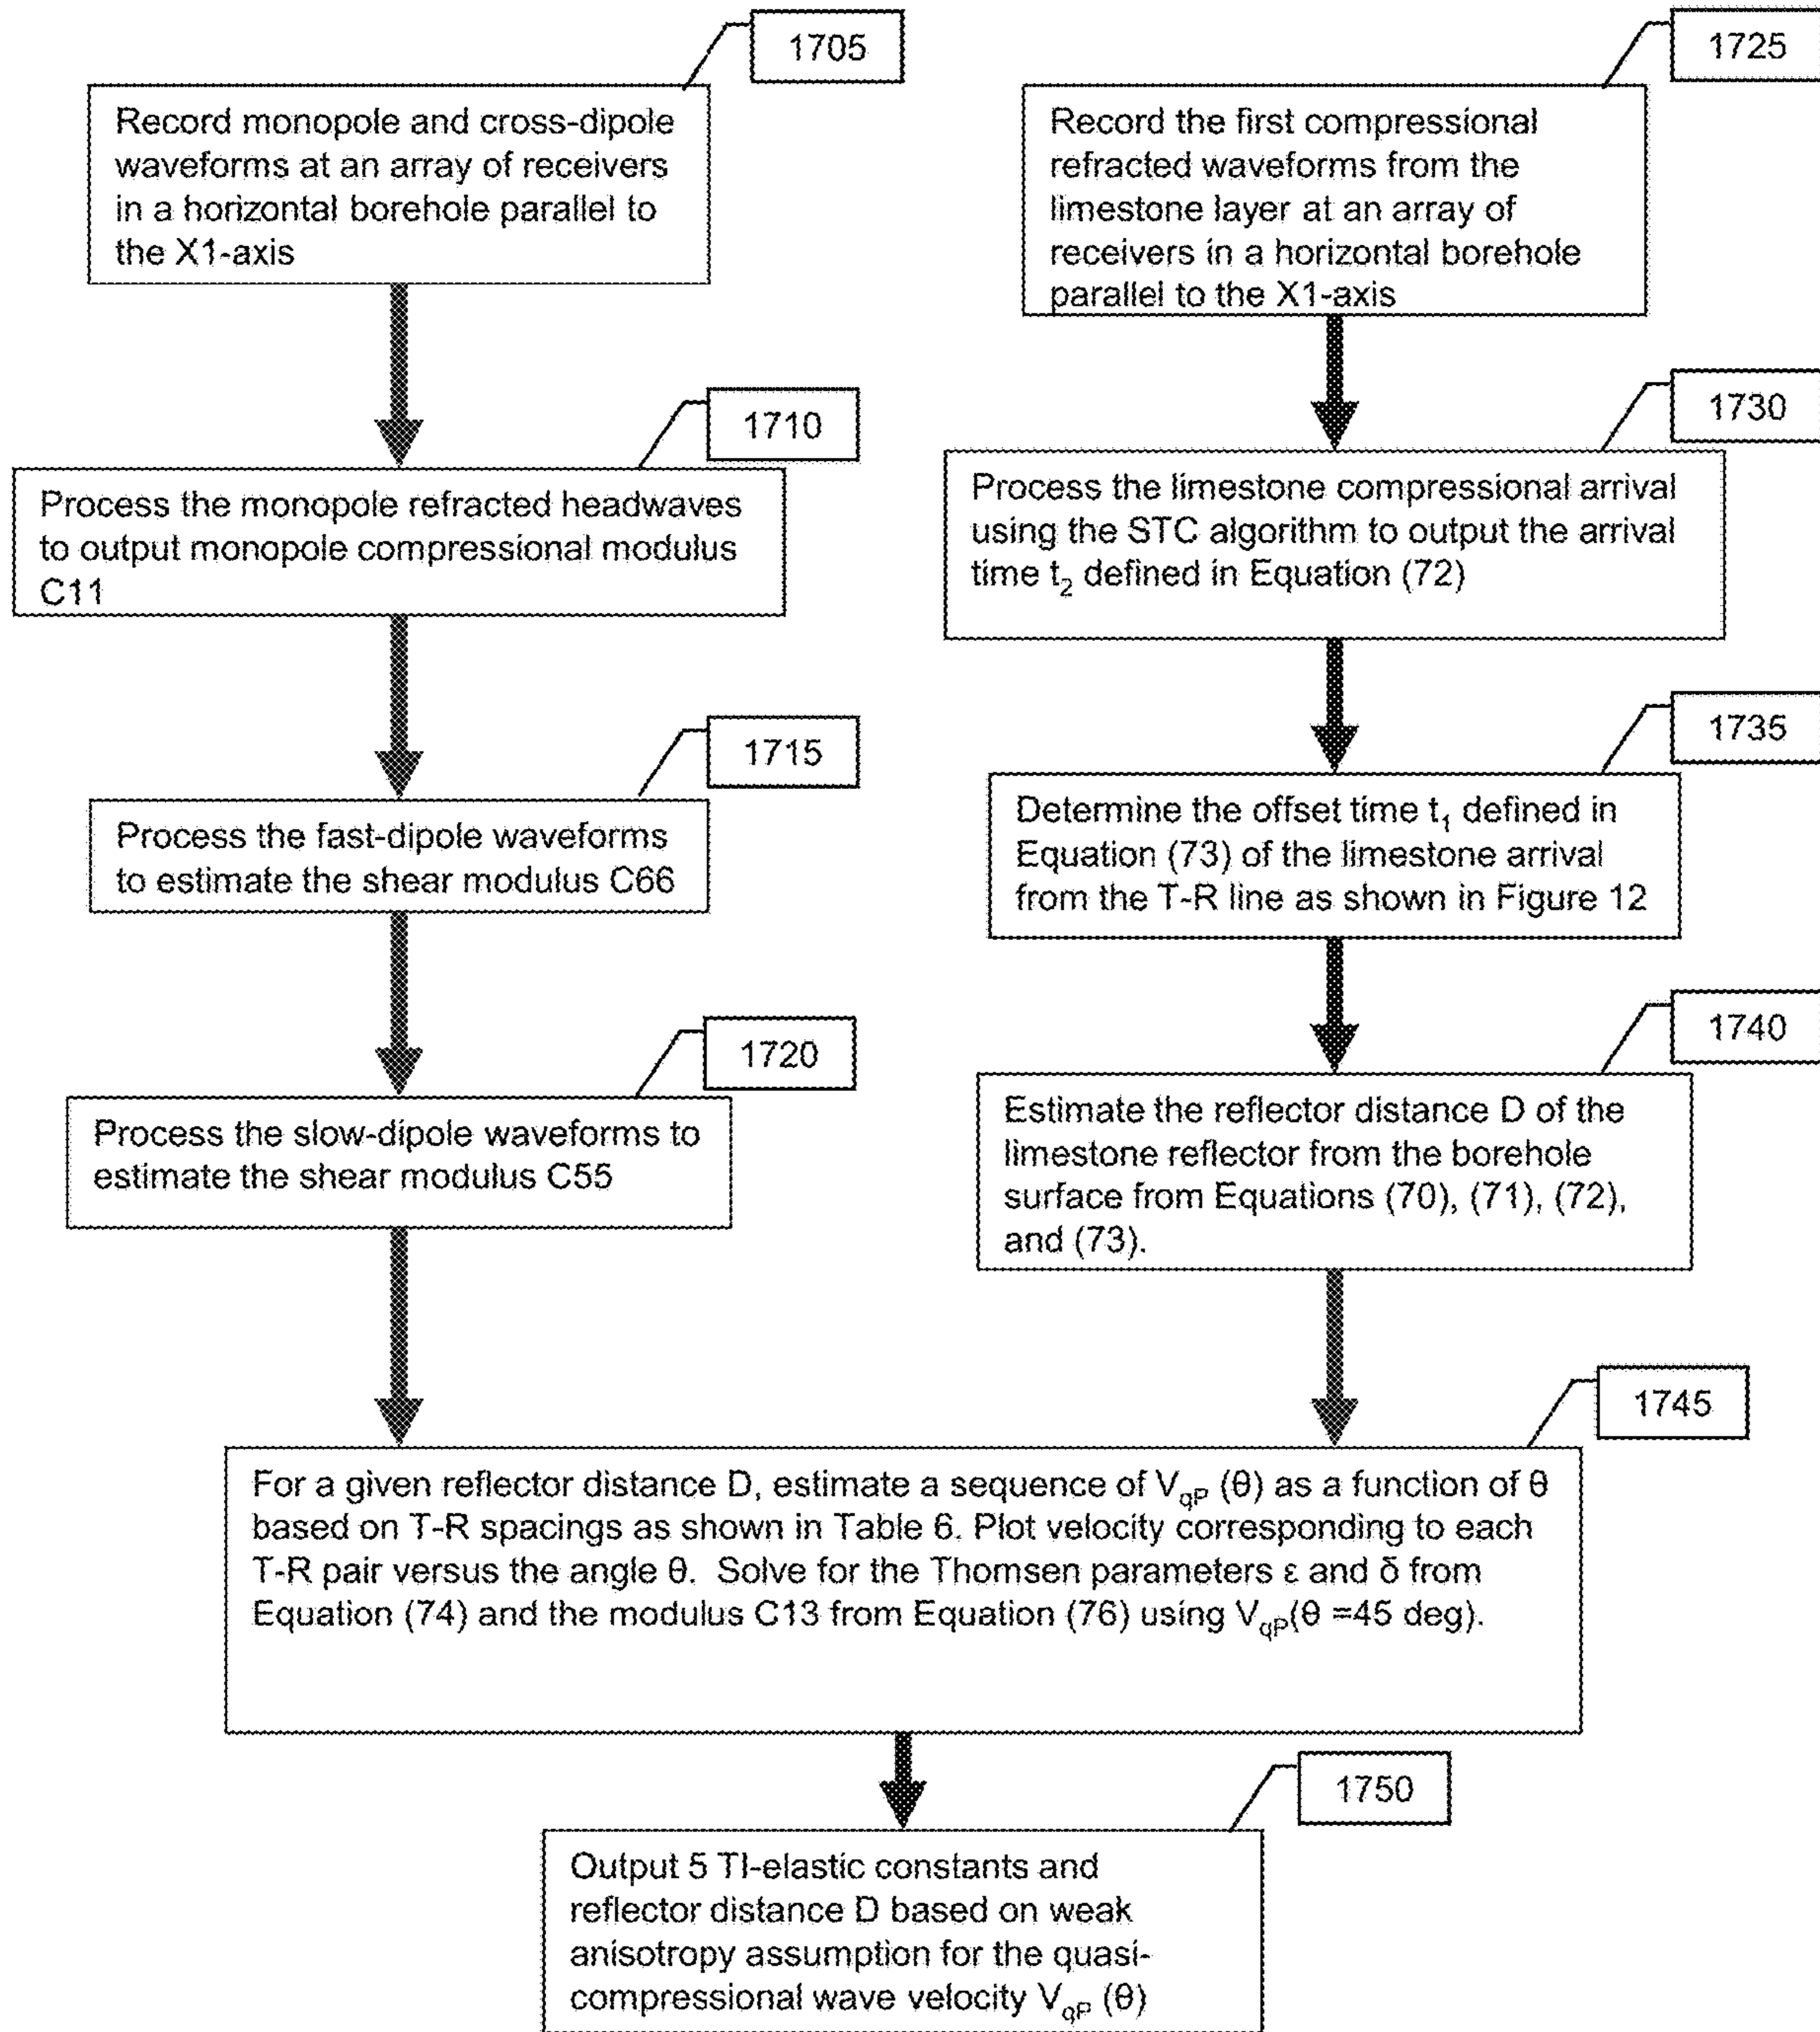 1705
Record monopole and cross-dipole
waveforms at an array of receivers
in a horizontal borehole parallel to
the X1-axis
1710
Process the monopole refracted headwaves
to output monopole compressional modulus
C11
1715
Process the fast-dipole waveforms
to estimate the shear modulus C66
1720
Process the slow-dipole waveforms to
estimate the shear modulus C55
1725
Record the first compressional
refracted waveforms from the
limestone layer at an array of
receivers in a horizontal borehole
parallel to the X1-axis
1730
Process the limestone compressional arrival
using the STC algorithm to output the arrival
time t₂ defined in Equation (72)
1735
Determine the offset time t₁ defined in
Equation (73) of the limestone arrival
from the T-R line as shown in Figure 12
1740
Estimate the reflector distance D of the
limestone reflector from the borehole
surface from Equations (70), (71), (72),
and (73).
1745
For a given reflector distance D, estimate a sequence of V_qP (θ) as a function of θ
based on T-R spacings as shown in Table 6. Plot velocity corresponding to each
T-R pair versus the angle θ. Solve for the Thomsen parameters ε and δ from
Equation (74) and the modulus C13 from Equation (76) using V_qP(θ =45 deg).
1750
Output 5 TI-elastic constants and
reflector distance D based on weak
anisotropy assumption for the quasi-
compressional wave velocity V_qP (θ)